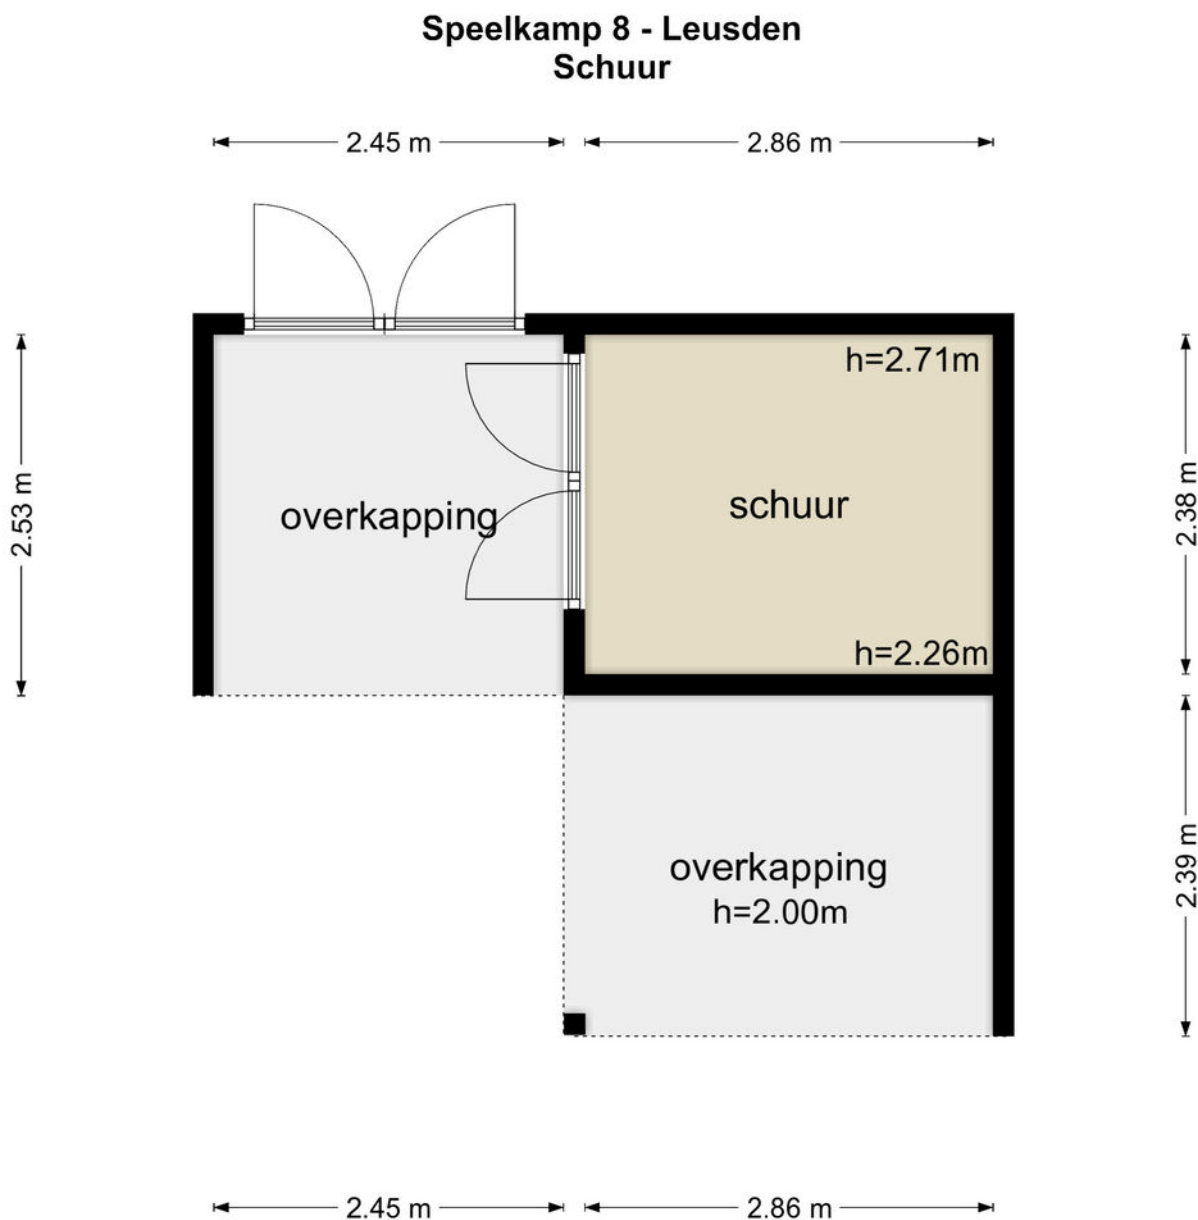 Speelkamp 8 - Leusden
Schuur
2.45 m
2.86 m
h=2.71m
2.53 m
overkapping
schuur
2.38 m
h=2.26m
overkapping
h=2.00m
2.39 m
2.45 m
2.86 m